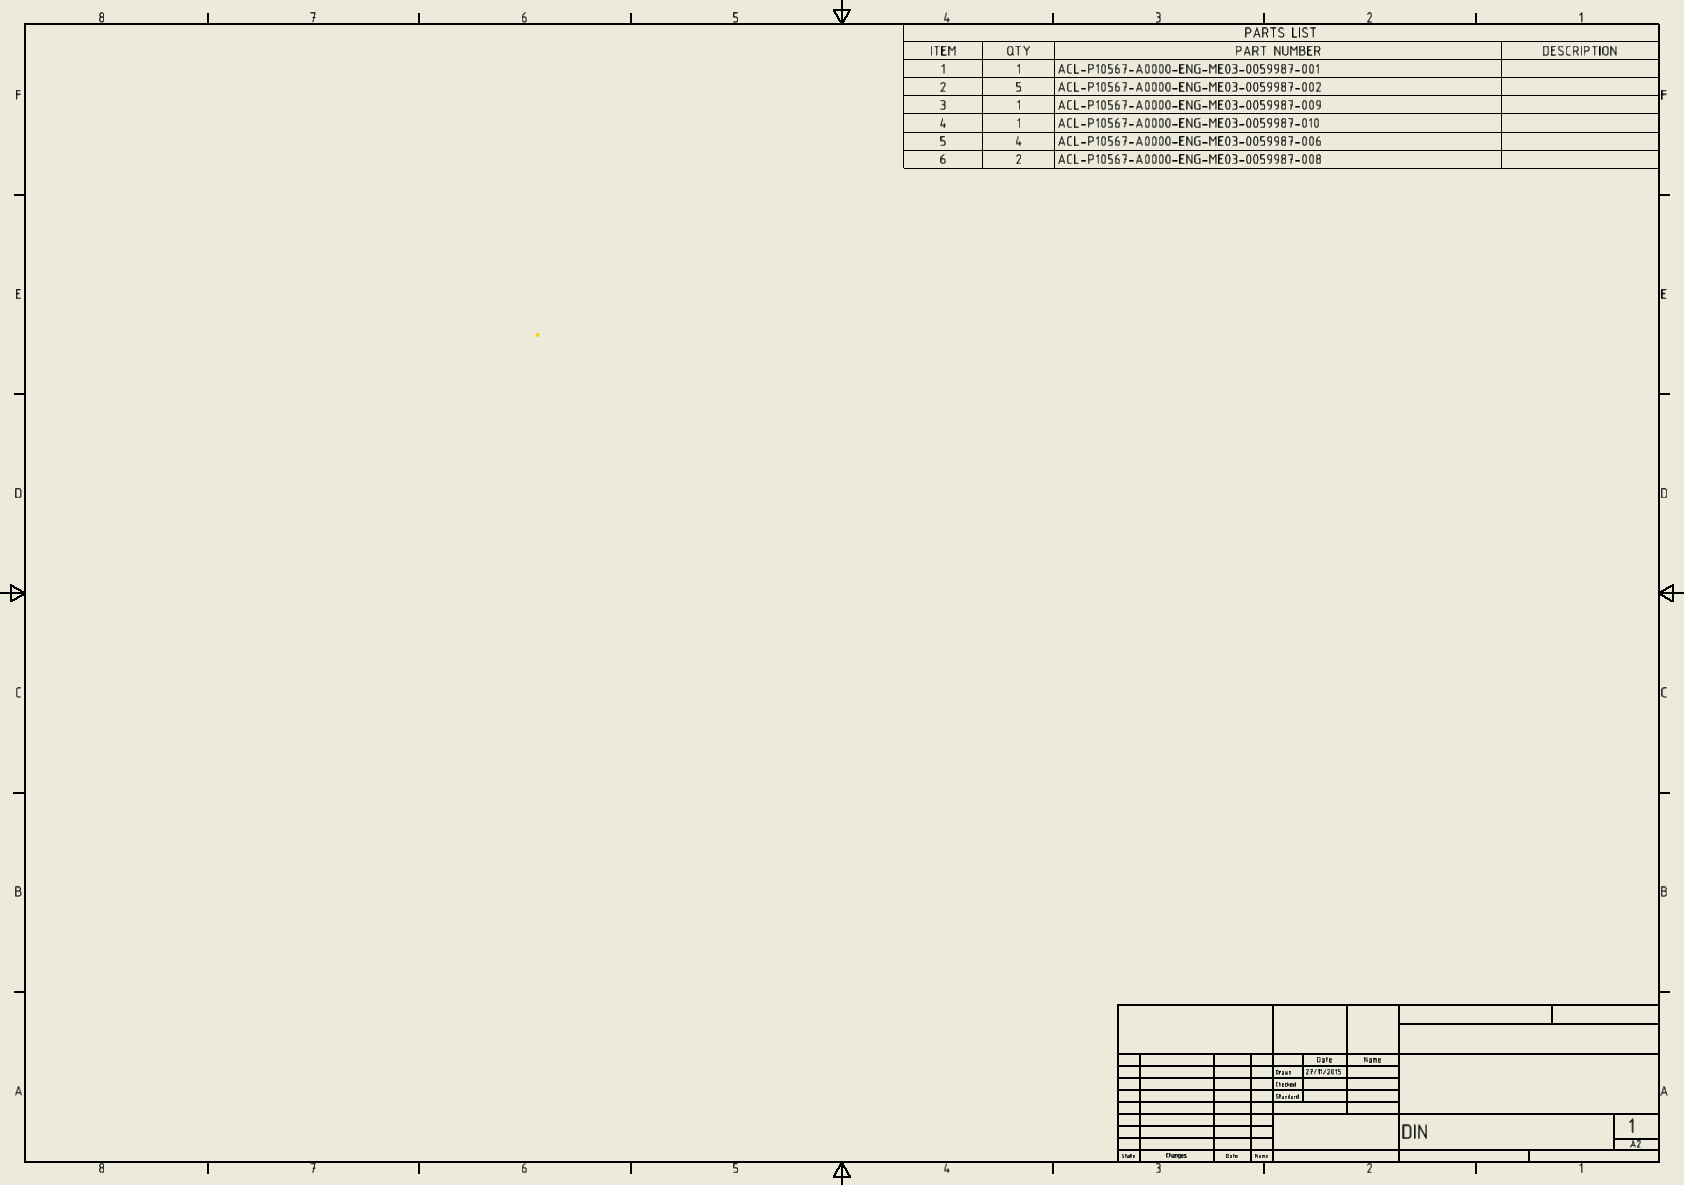 8 7 6 5 4 3 2 1
PARTS LIST
ITEM QTY PART NUMBER DESCRIPTION
1 1 ACL-P10567-A0000-ENG-ME03-0059987-001
2 5 ACL-P10567-A0000-ENG-ME03-0059987-002
F F
3 1 ACL-P10567-A0000-ENG-ME03-0059987-009
4 1 ACL-P10567-A0000-ENG-ME03-0059987-010
5 4 ACL-P10567-A0000-ENG-ME03-0059987-006
6 2 ACL-P10567-A0000-ENG-ME03-0059987-008
E E
D D
C C
B B
Date Name
Drawn 27/11/2015
Checked
Standard
A A
DIN 1
A2
State Changes Date Name
8 7 6 5 3 2 1